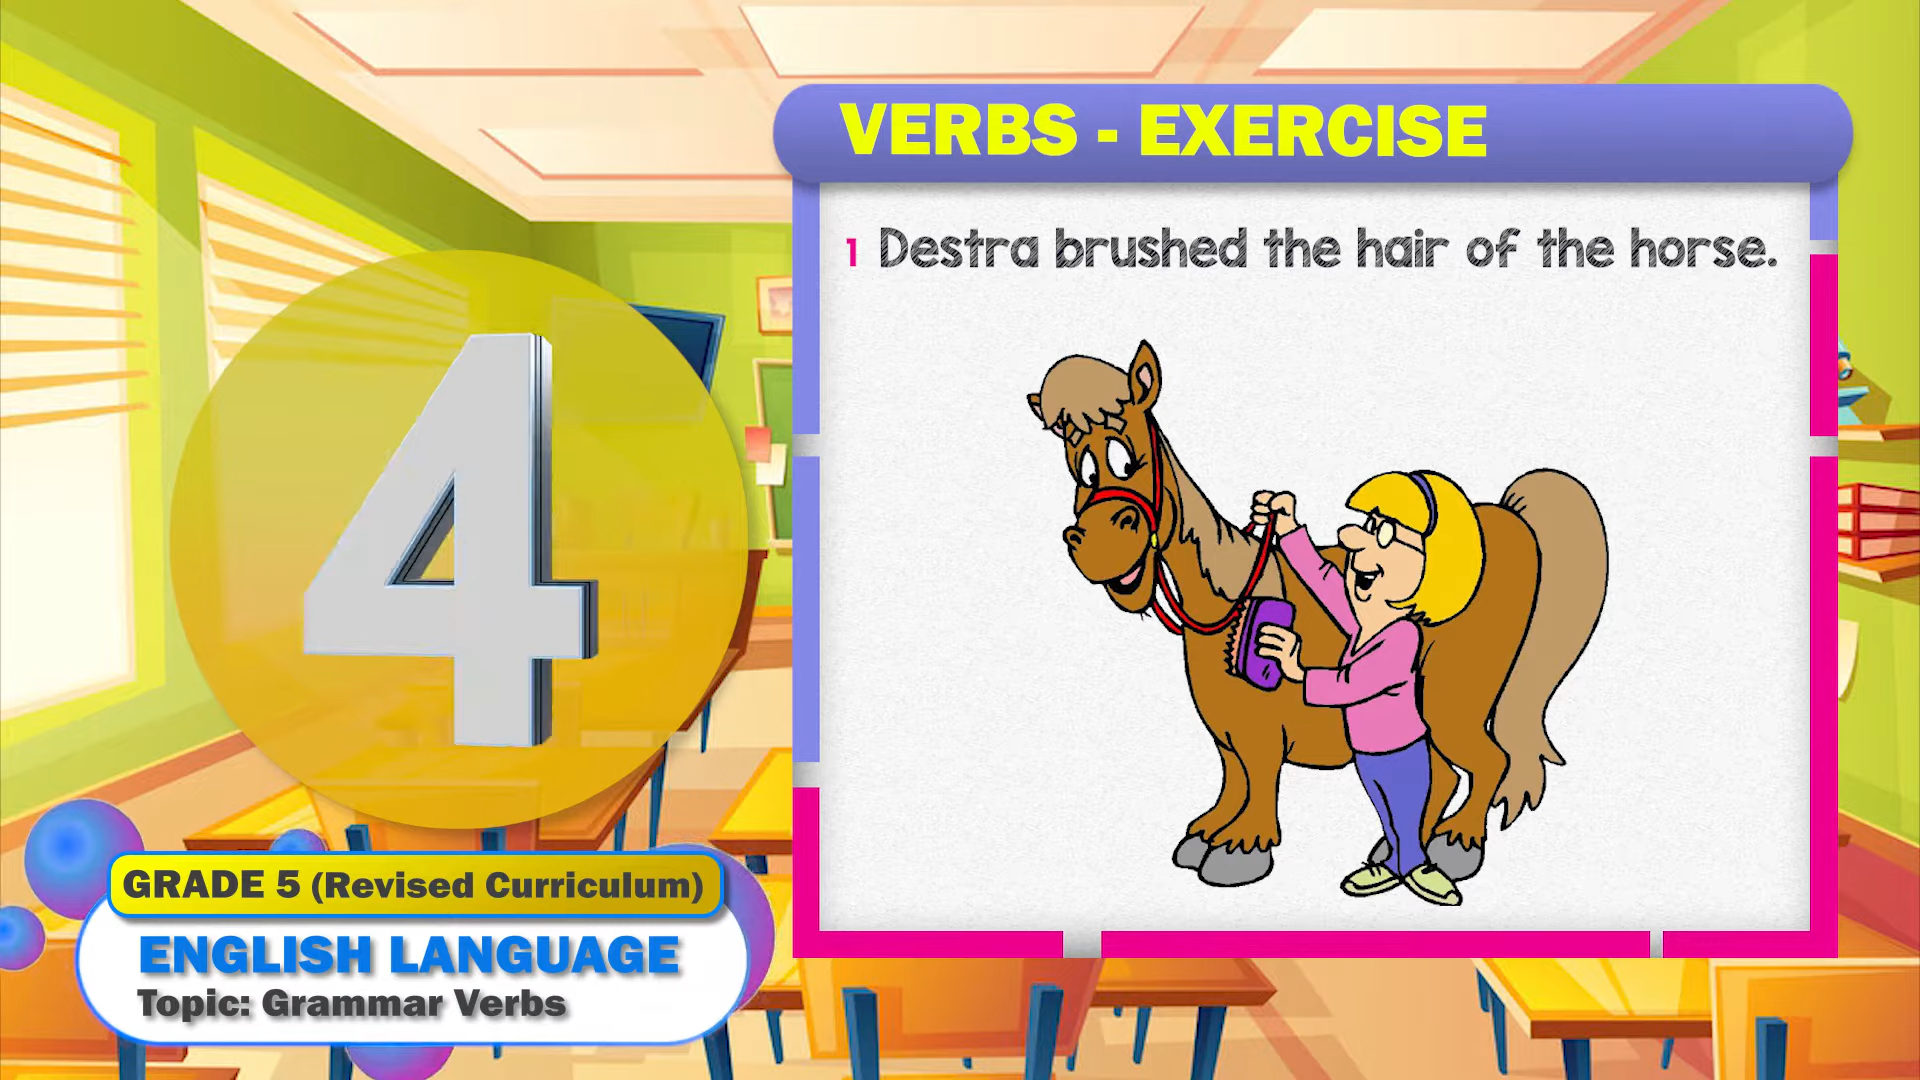 VERBS - EXERCISE
1 Destra brushed the hair of the horse.
4
GRADE 5 (Revised Curriculum)
ENGLISH LANGUAGE
Topic: Grammar Verbs